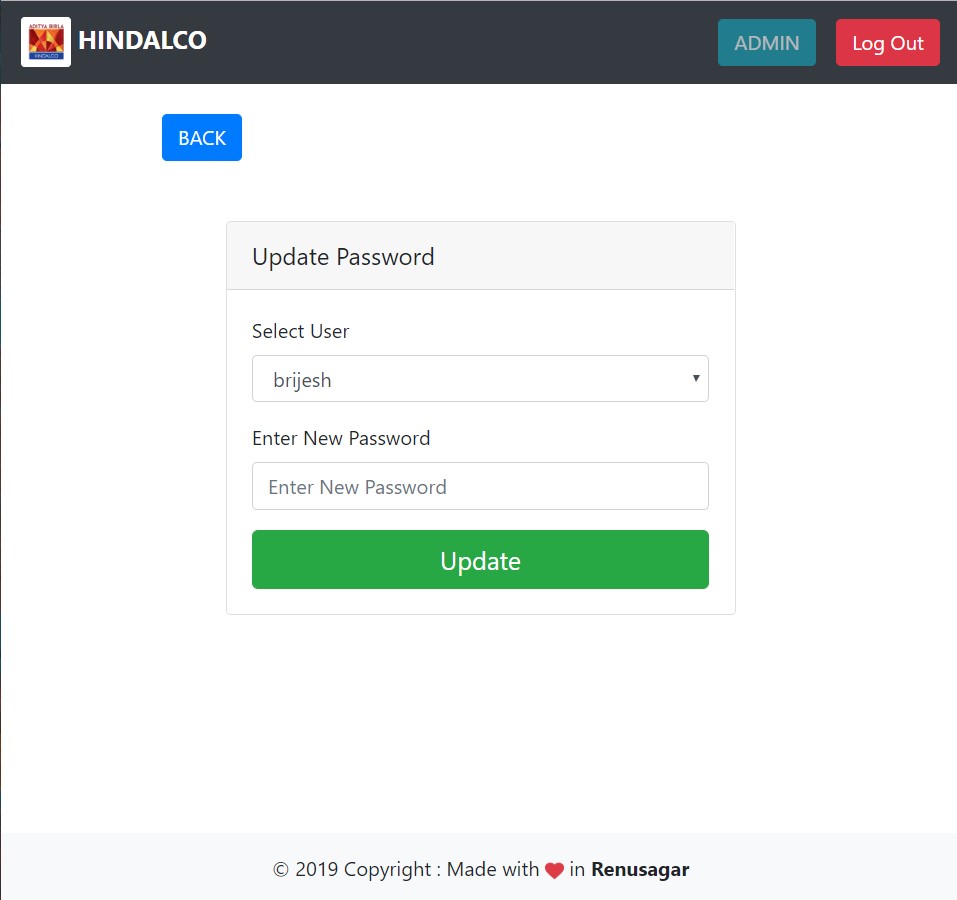 ADITYA BIRLA
HINDALCO
HINDALCO
ADMIN
Log Out
BACK
Update Password
Select User
brijesh
Enter New Password
Enter New Password
Update
© 2019 Copyright : Made with in Renusagar